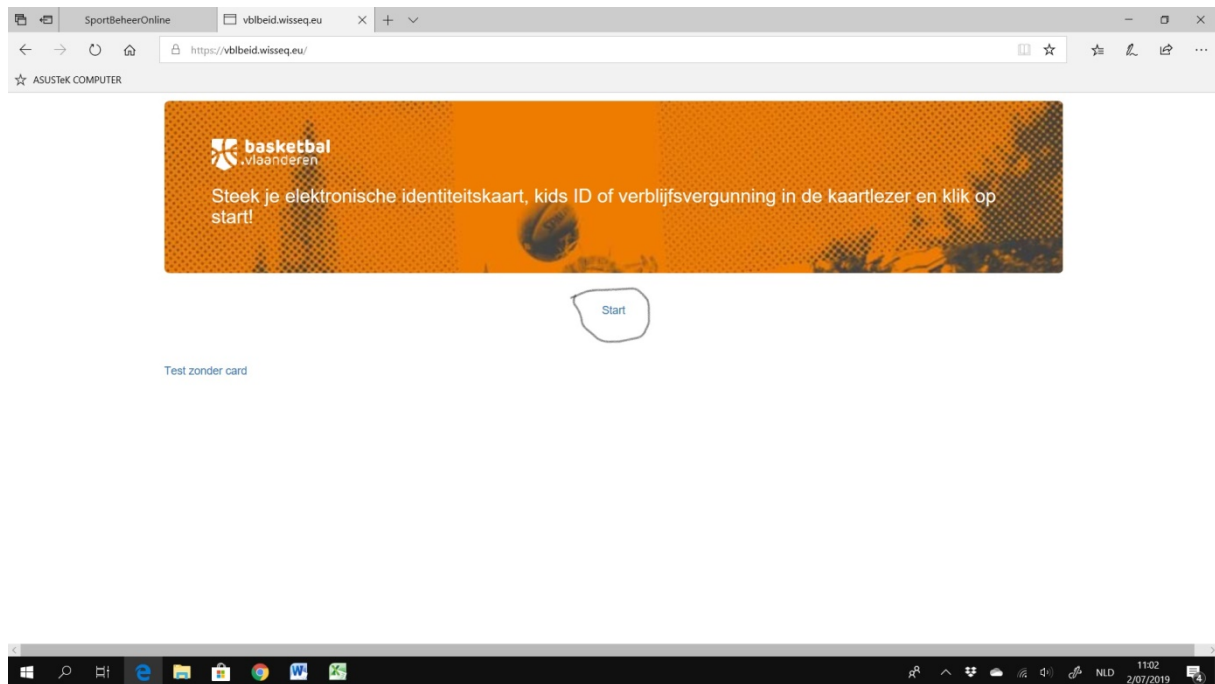 SportBeheerOnline
vblbeid.wisseq.eu
https://vblbeid.wisseq.eu/
ASUSTeK COMPUTER
basketbal
.vlaanderen
Steek je elektronische identiteitskaart, kids ID of verblijfsvergunning in de kaartlezer en klik op
start!
Start
Test zonder card
NLD
11:02
2/07/2019
4